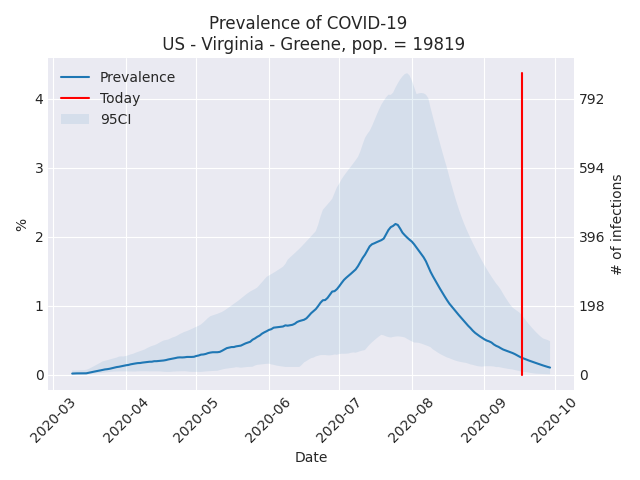 Prevalence of COVID-19
US - Virginia - Greene, pop. = 19819
Prevalence
Today
95CI
4
3
2
1
0
%
792
594
396
198
0
# of infections
2020-03
2020-04
2020-05
2020-06
2020-07
2020-08
2020-09
2020-10
Date